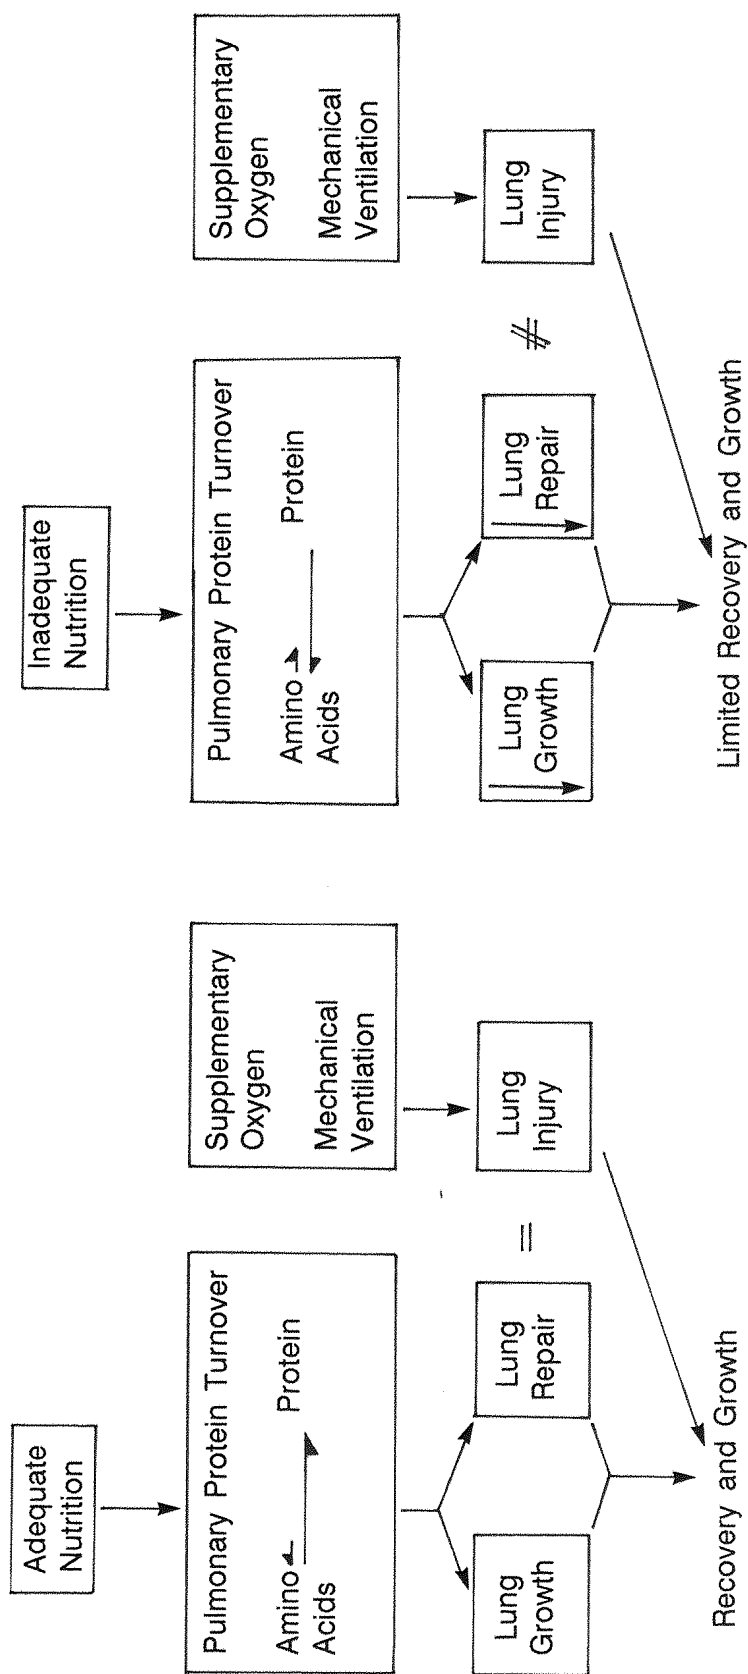 Adequate
Nutrition
Pulmonary Protein Turnover
Amino
Acids
Protein
Supplementary
Oxygen
Mechanical
Ventilation
Lung
Growth
Lung
Repair
=
Lung
Injury
Recovery and Growth
Inadequate
Nutrition
Pulmonary Protein Turnover
Amino
Acids
Protein
Supplementary
Oxygen
Mechanical
Ventilation
Lung
Growth
Lung
Repair
≠
Lung
Injury
Limited Recovery and Growth